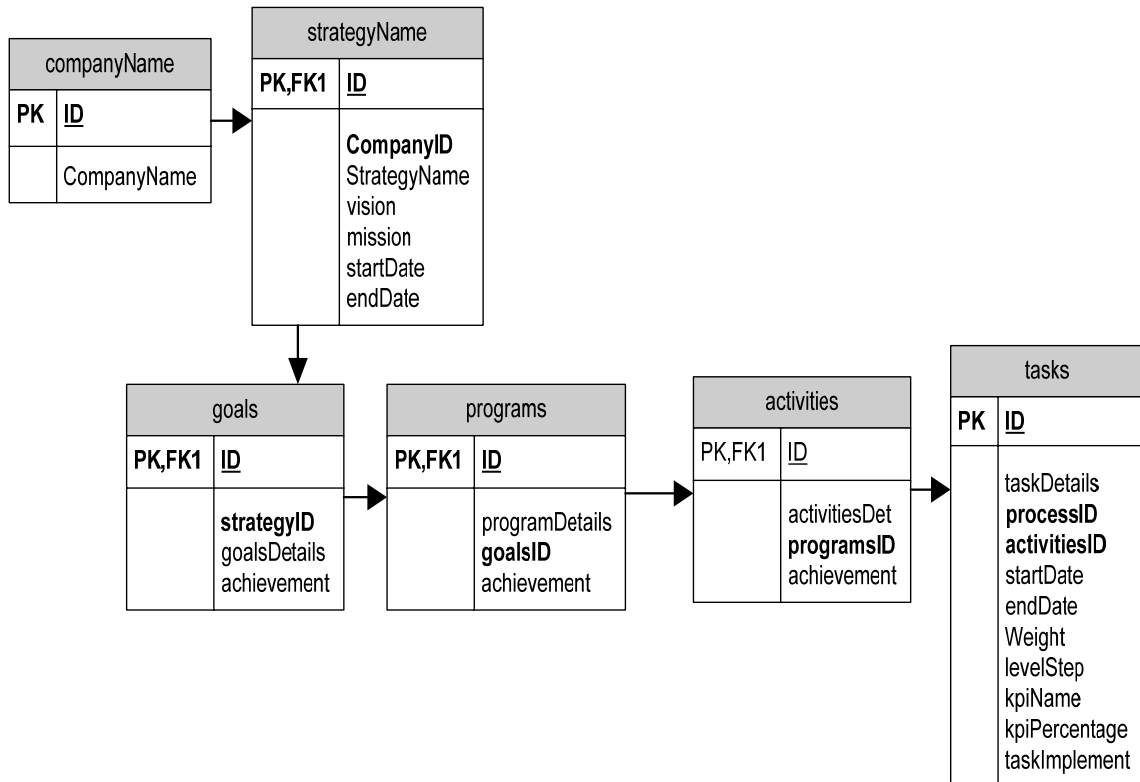 companyName
PK ID
CompanyName
strategyName
PK,FK1 ID
CompanyID
StrategyName
vision
mission
startDate
endDate
goals
PK,FK1 ID
strategyID
goalsDetails
achievement
programs
PK,FK1 ID
programDetails
goalsID
achievement
activities
PK,FK1 ID
activitiesDet
programsID
achievement
tasks
PK ID
taskDetails
processID
activitiesID
startDate
endDate
Weight
levelStep
kpiName
kpiPercentage
taskImplement